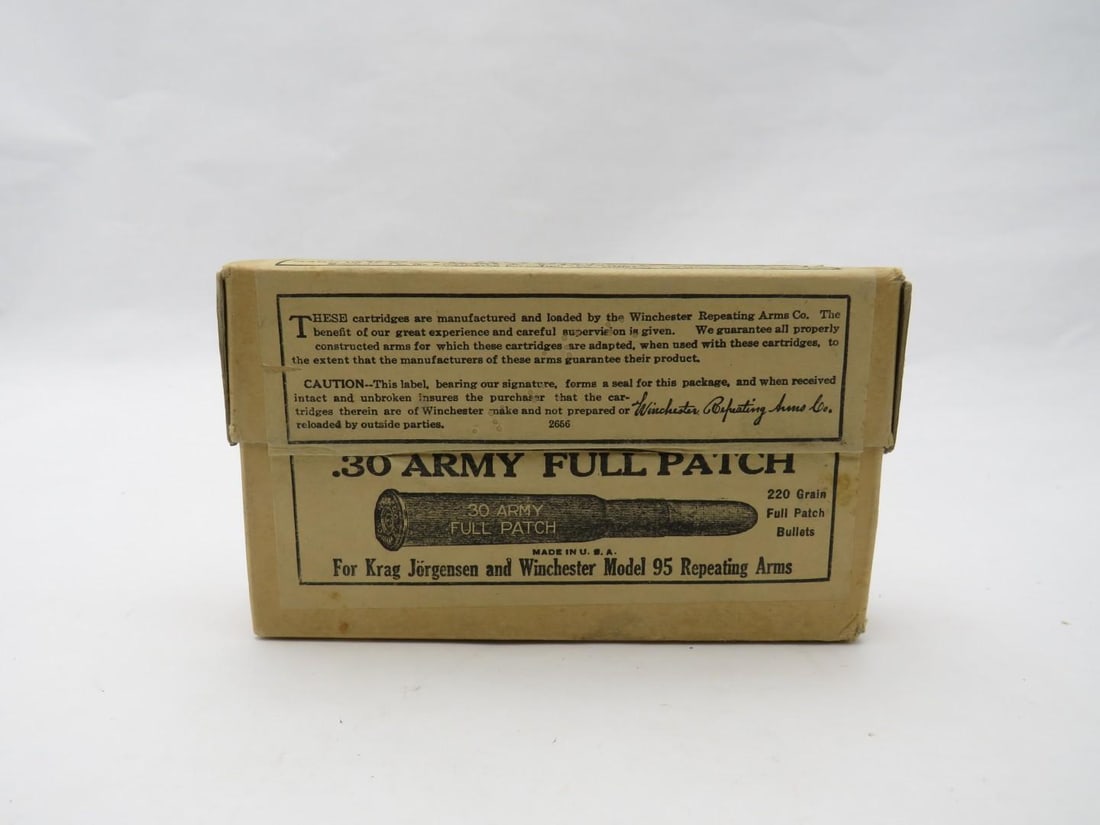 THESE cartridges are manufactured and loaded by the Winchester Repeating Arms Co. The
benefit of our great experience and careful supervision is given. We guarantee all properly
constructed arms for which these cartridges are adapted, when used with these cartridges, to
the extent that the manufacturers of these arms guarantee their product.
CAUTION--This label, bearing our signature, forms a seal for this package, and when received
intact and unbroken insures the purchaser that the car-
tridges therein are of Winchester make and not prepared or
reloaded by outside parties. 2656
Winchester Repeating Arms Co.
.30 ARMY FULL PATCH
30 ARMY
FULL PATCH
220 Grain
Full Patch
Bullets
MADE IN U. S. A.
For Krag Jörgensen and Winchester Model 95 Repeating Arms